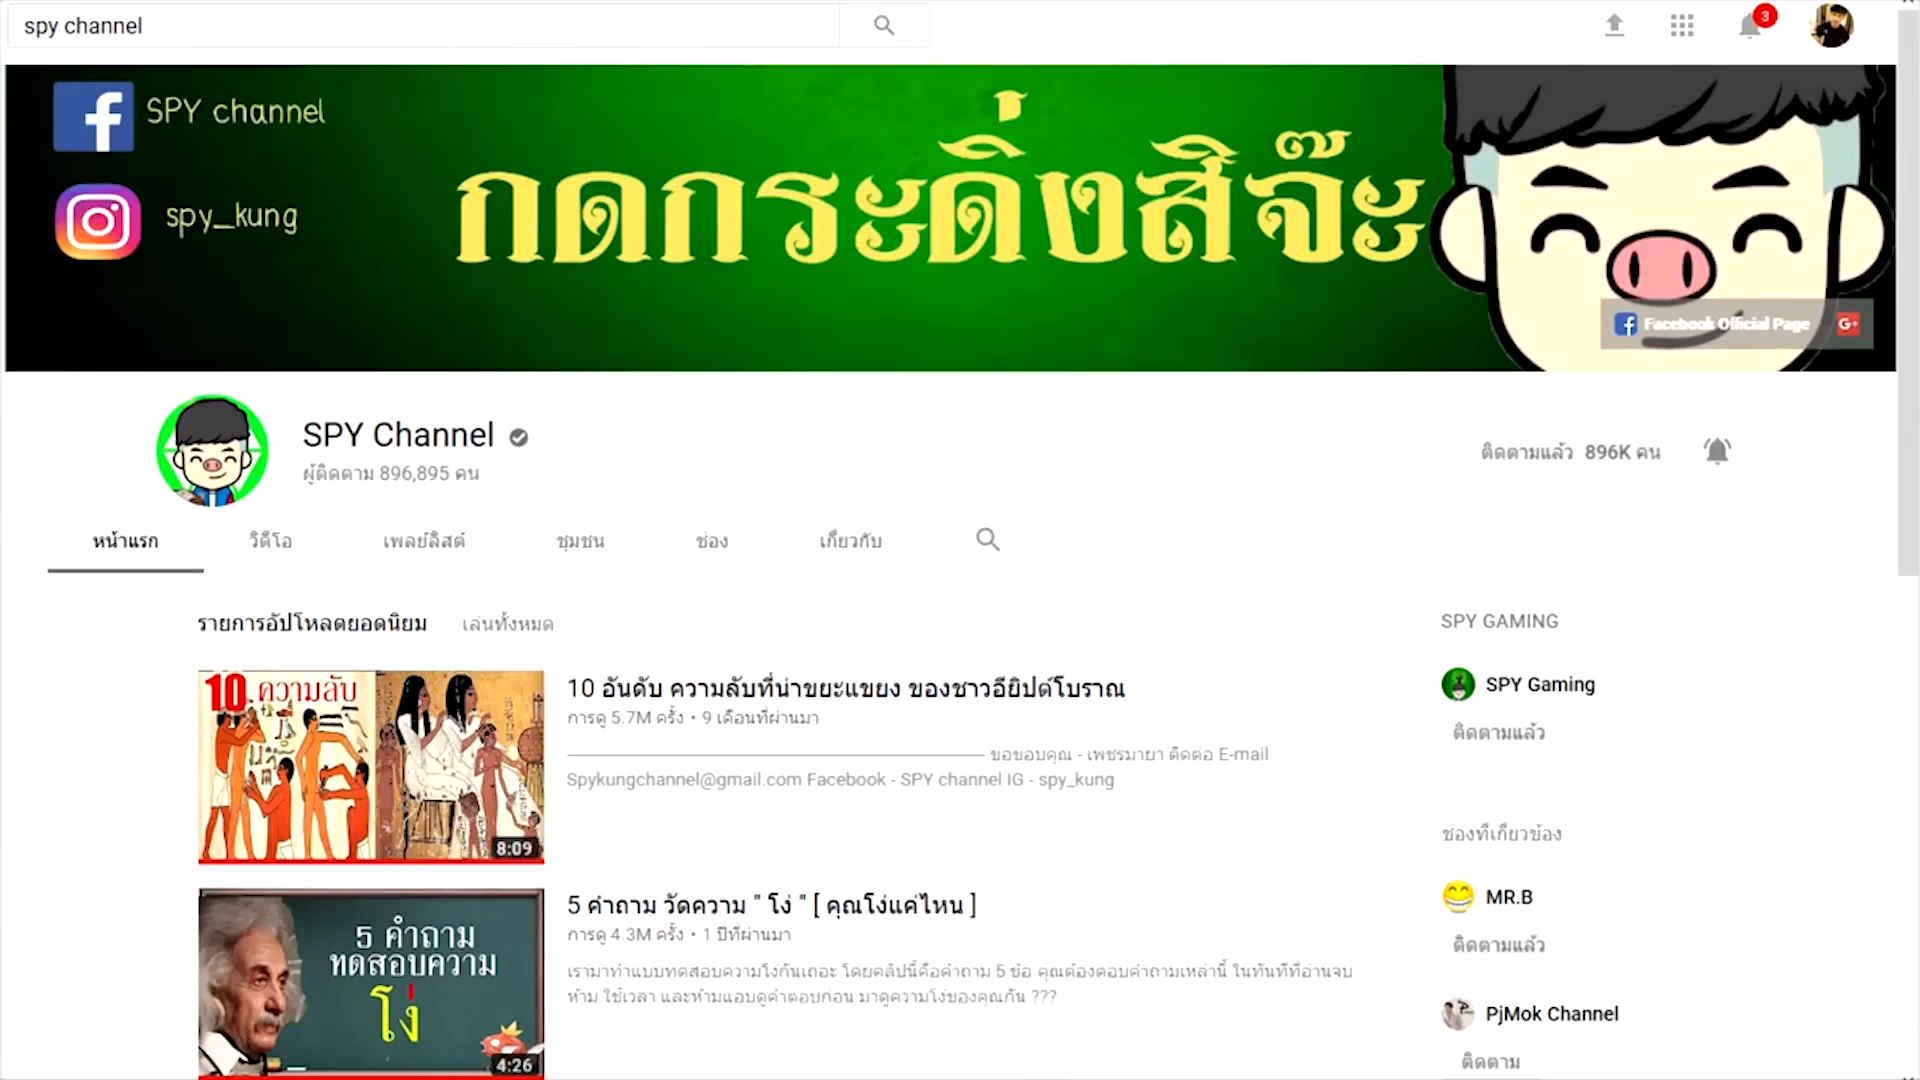 spy channel
3
SPY channel
spy_kung
กดกระดิ่งสิจ๊ะ
Facebook Official Page
G+
SPY Channel
ผู้ติดตาม 896,895 คน
ติดตามแล้ว 896K คน
หน้าแรก วิดีโอ เพลย์ลิสต์ ชุมชน ช่อง เกี่ยวกับ
รายการอัปโหลดยอดนิยม เล่นทั้งหมด
10 ความลับ
8:09
10 อันดับ ความลับที่น่าขยะแขยง ของชาวอียิปต์โบราณ
การดู 5.7M ครั้ง • 9 เดือนที่ผ่านมา
ขอขอบคุณ - เพชรมายา ติดต่อ E-mail
Spykungchannel@gmail.com Facebook - SPY channel IG - spy_kung
5 คำถาม
ทดสอบความ
โง่
4:26
5 คำถาม วัดความ " โง่ " [ คุณโง่แค่ไหน ]
การดู 4.3M ครั้ง • 1 ปีที่ผ่านมา
เรามาทำแบบทดสอบความโง่กันเถอะ โดยคลิปนี้คือคำถาม 5 ข้อ คุณต้องตอบคำถามเหล่านี้ ในทันทีที่อ่านจบ
ห้าม ใช้เวลา และห้ามแอบดูคำตอบก่อน มาดูความโง่ของคุณกัน ???
SPY GAMING
SPY Gaming
ติดตามแล้ว
ช่องที่เกี่ยวข้อง
MR.B
ติดตามแล้ว
PjMok Channel
ติดตาม